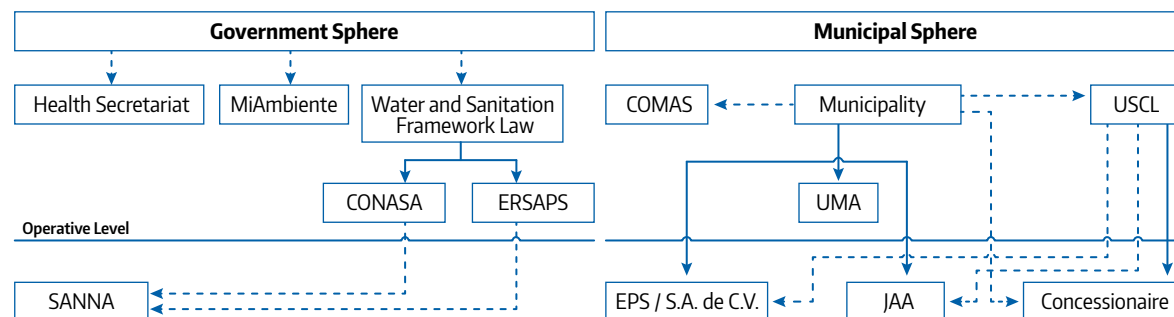 Government Sphere
Municipal Sphere
Health Secretariat
MiAmbiente
Water and Sanitation
Framework Law
COMAS
Municipality
USCL
CONASA
ERSAPS
UMA
Operative Level
SANNA
EPS / S.A. de C.V.
JAA
Concessionaire